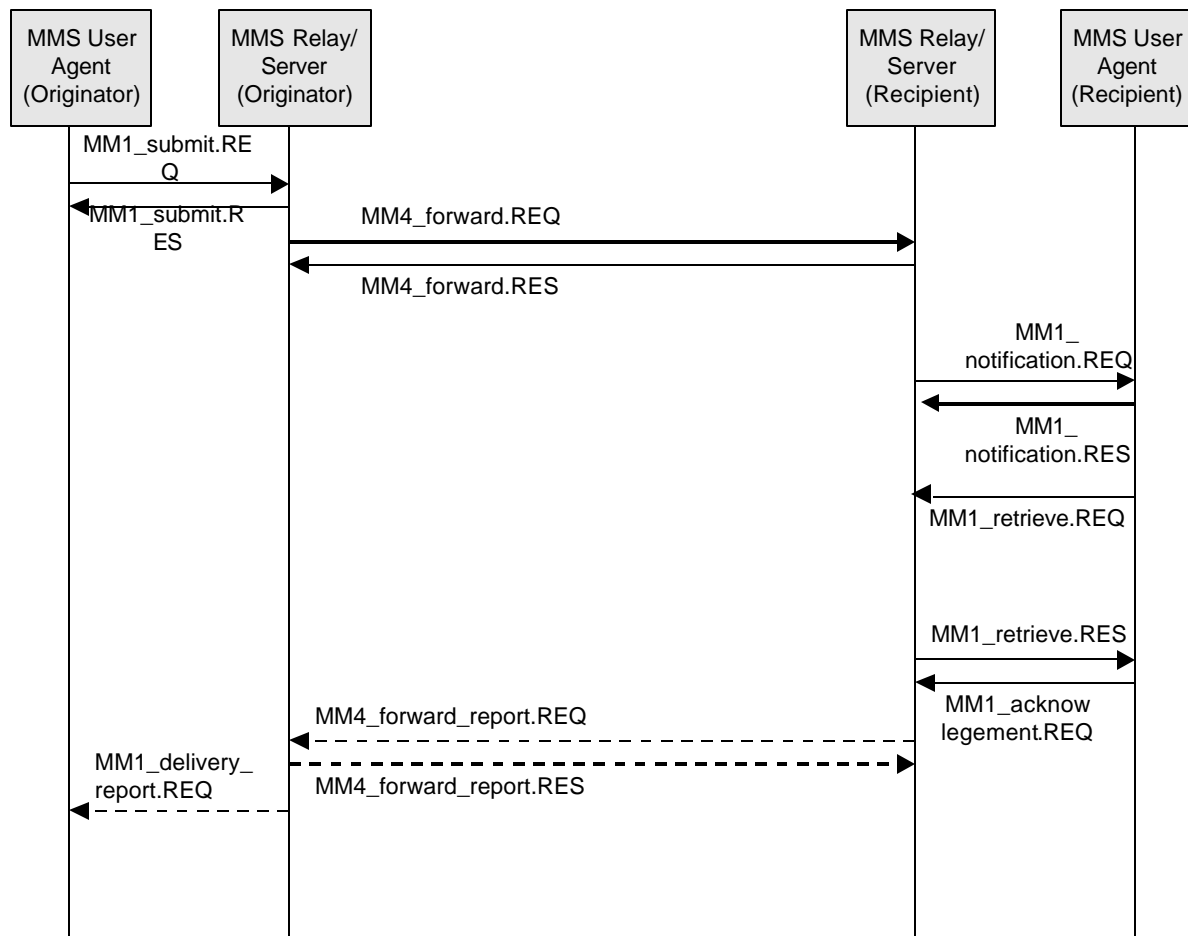 MMS User
Agent
(Originator)
MMS Relay/
Server
(Originator)
MMS Relay/
Server
(Recipient)
MMS User
Agent
(Recipient)
MM1_submit.RE
Q
MM1_submit.R
ES
MM4_forward.REQ
MM4_forward.RES
MM1_
notification.REQ
MM1_
notification.RES
MM1_retrieve.REQ
MM1_retrieve.RES
MM1_acknow
legement.REQ
MM4_forward_report.REQ
MM1_delivery_
report.REQ
MM4_forward_report.RES